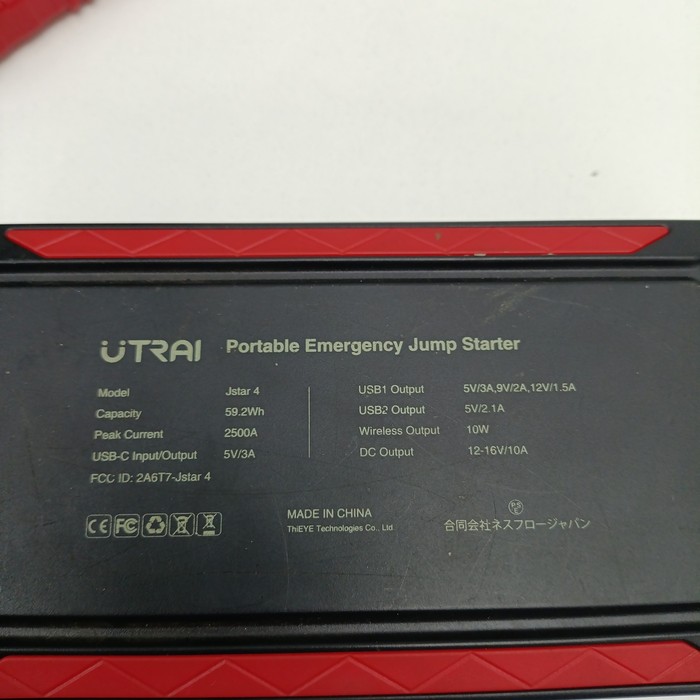 UTRAI Portable Emergency Jump Starter
Model Jstar 4
Capacity 59.2Wh
Peak Current 2500A
USB-C Input/Output 5V/3A
FCC ID: 2A6T7-Jstar 4
USB1 Output 5V/3A,9V/2A,12V/1.5A
USB2 Output 5V/2.1A
Wireless Output 10W
DC Output 12-16V/10A
CE FC
MADE IN CHINA
ThiEYE Technologies Co., Ltd
合同会社ネスフロージャパン